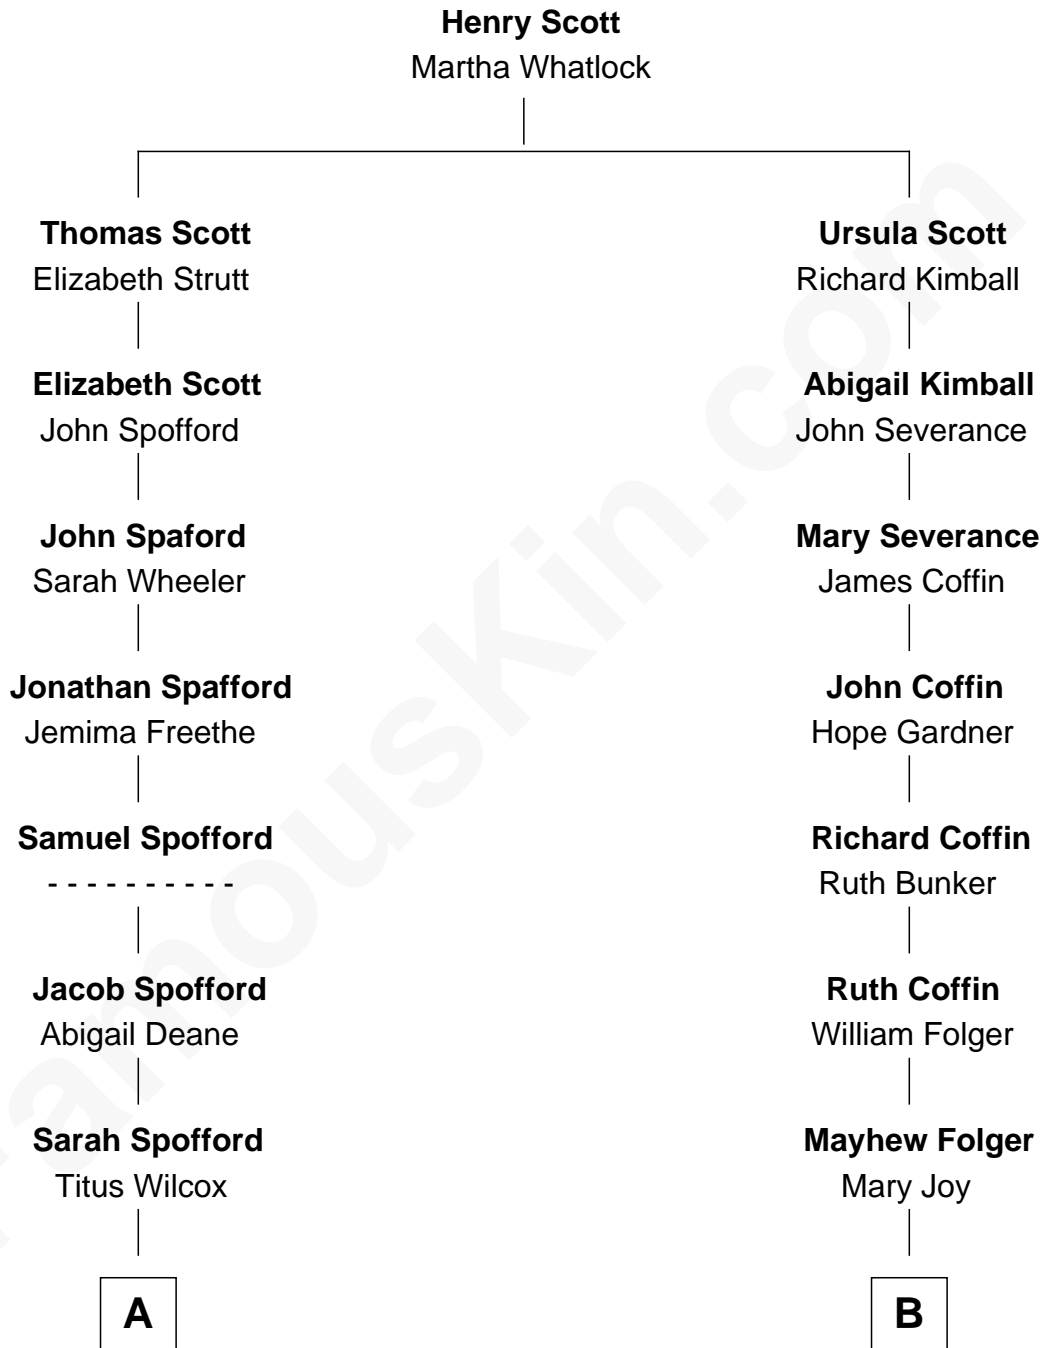 Henry Scott
Martha Whatlock
Thomas Scott
Elizabeth Strutt
Ursula Scott
Richard Kimball
Elizabeth Scott
John Spofford
Abigail Kimball
John Severance
John Spaford
Sarah Wheeler
Mary Severance
James Coffin
Jonathan Spafford
Jemima Freethe
John Coffin
Hope Gardner
Samuel Spofford
- - - - - - - - - -
Richard Coffin
Ruth Bunker
Jacob Spofford
Abigail Deane
Ruth Coffin
William Folger
Sarah Spofford
Titus Wilcox
Mayhew Folger
Mary Joy
A
B
FamousKin.com